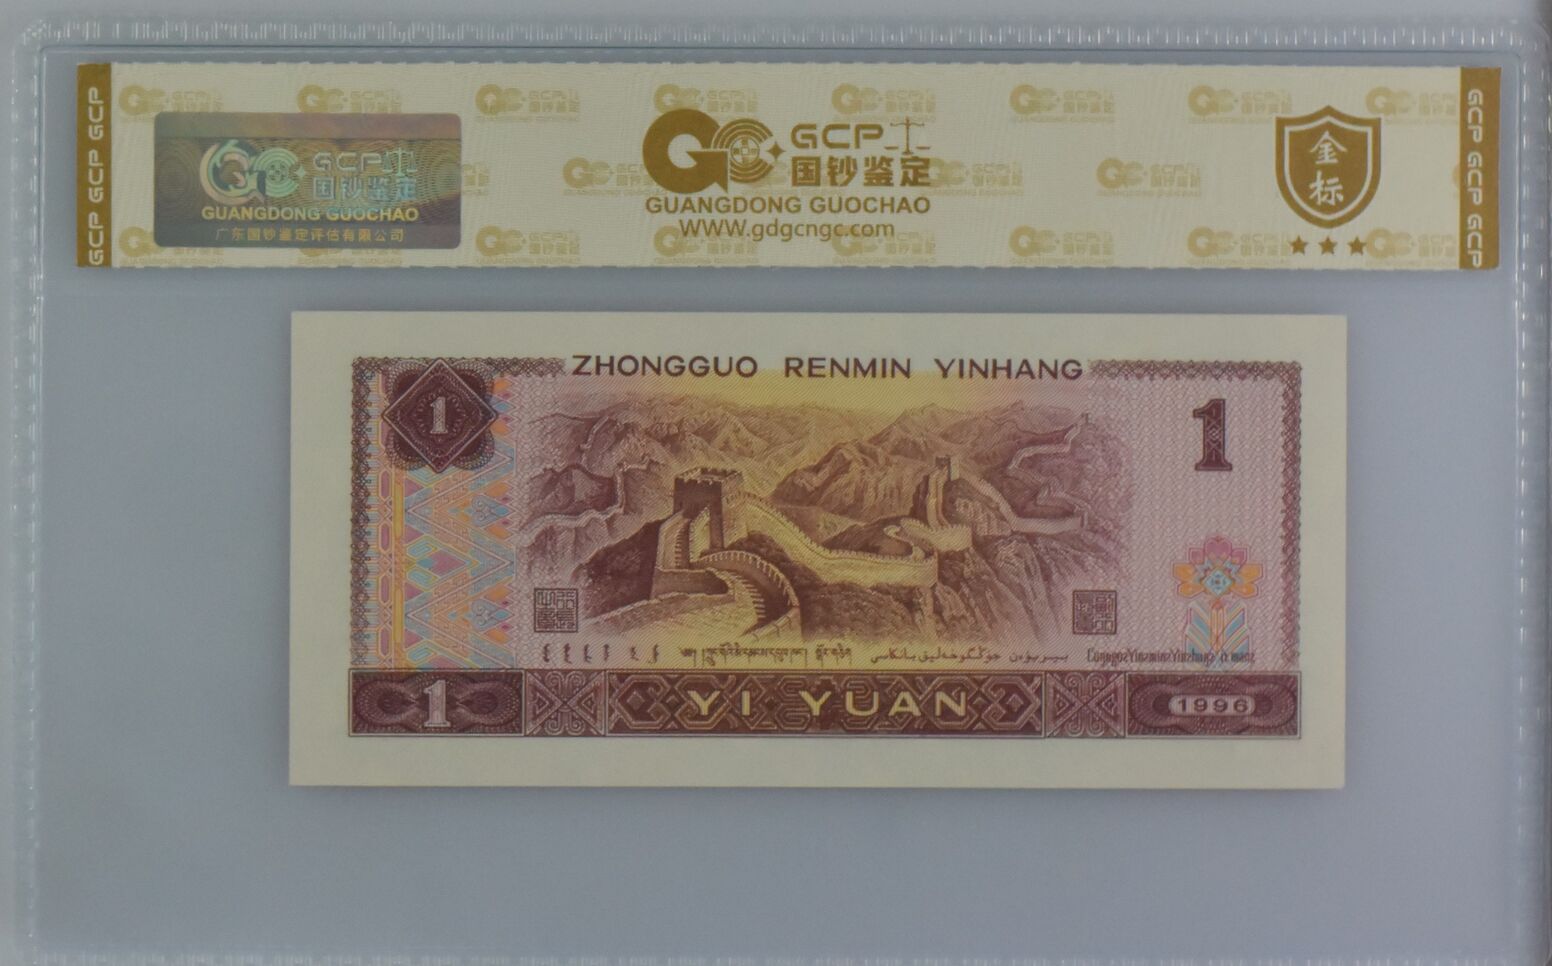 GCP GCP GCP
GCP
国钞鉴定
GUANGDONG GUOCHAO
广东国钞鉴定评估有限公司
GCP
国钞鉴定
GUANGDONG GUOCHAO
WWW.gdgcngc.com
金标
GCP GCP GCP
ZHONGGUO RENMIN YINHANG
1
1
1 YI YUAN 1996